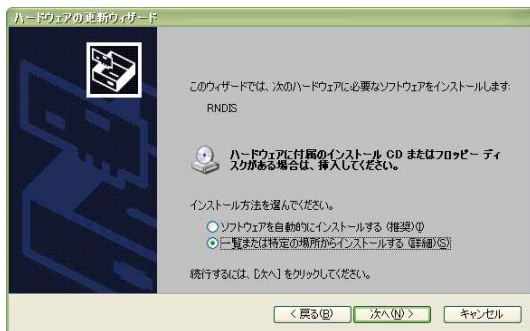 ハードウェアの更新ウィザード
このウィザードでは、次のハードウェアに必要なソフトウェアをインストールします:
RNDIS
ハードウェアに付属のインストール CD またはフロッピー ディ
スクがある場合は、挿入してください。
インストール方法を選んでください。
ソフトウェアを自動的にインストールする (推奨)(I)
一覧または特定の場所からインストールする (詳細)(S)
続行するには、[次へ] をクリックしてください。
< 戻る(B)
次へ(N) >
キャンセル